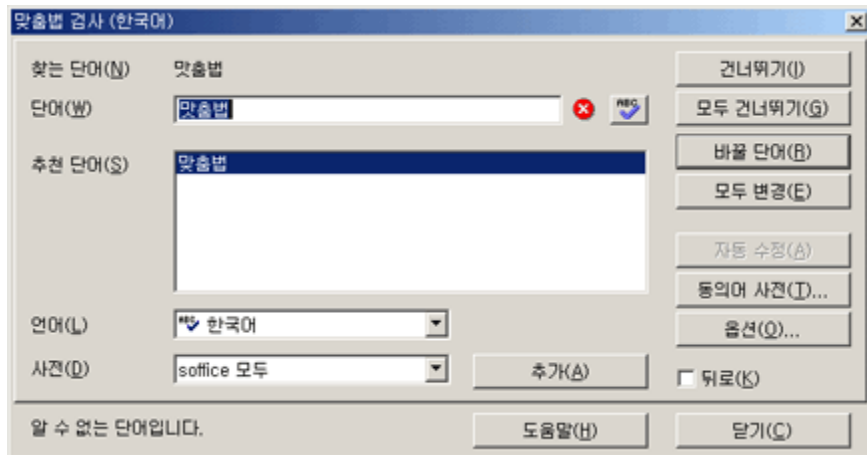 맞춤법 검사 (한국어)
찾는 단어(N) 맛춤법 건너뛰기(I)
단어(W) 맛춤법 ABC 모두 건너뛰기(G)
추천 단어(S) 맞춤법 바꿀 단어(R)
모두 변경(E)
자동 수정(A)
동의어 사전(T)...
언어(L) ABC 한국어 옵션(O)...
사전(D) soffice 모두 추가(A) 뒤로(K)
알 수 없는 단어입니다. 도움말(H) 닫기(C)